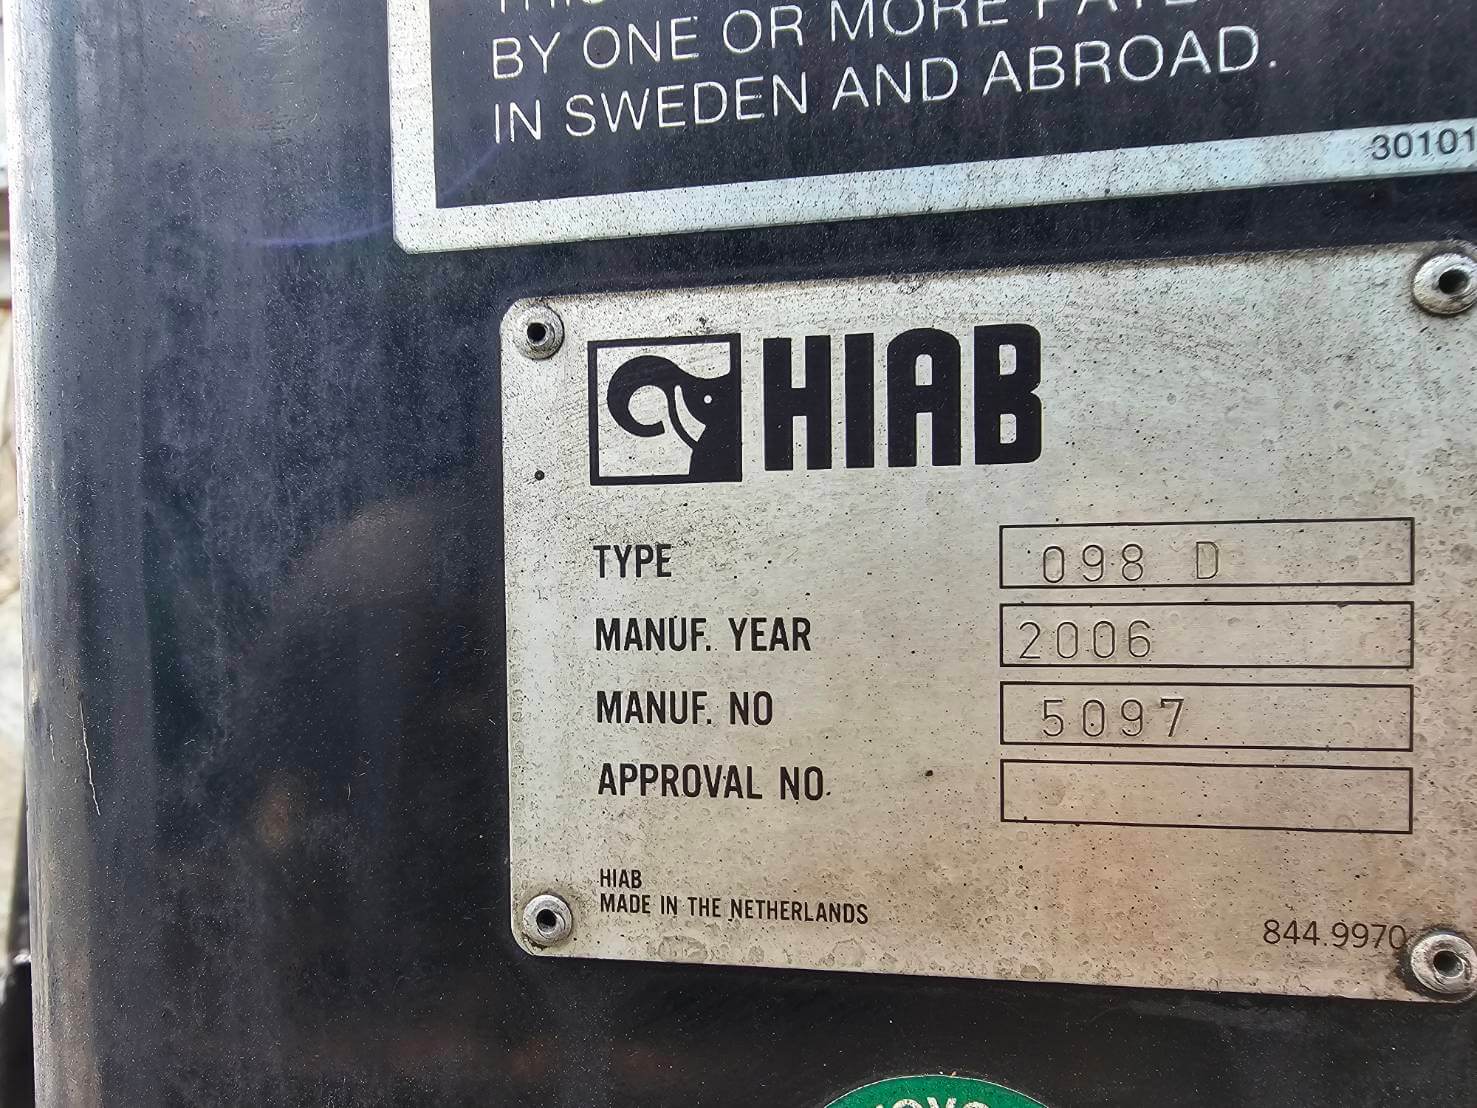 BY ONE OR MORE
IN SWEDEN AND ABROAD.
30101
HIAB
TYPE 098 D
MANUF. YEAR 2006
MANUF. NO 5097
APPROVAL NO.
HIAB
MADE IN THE NETHERLANDS
844.9970